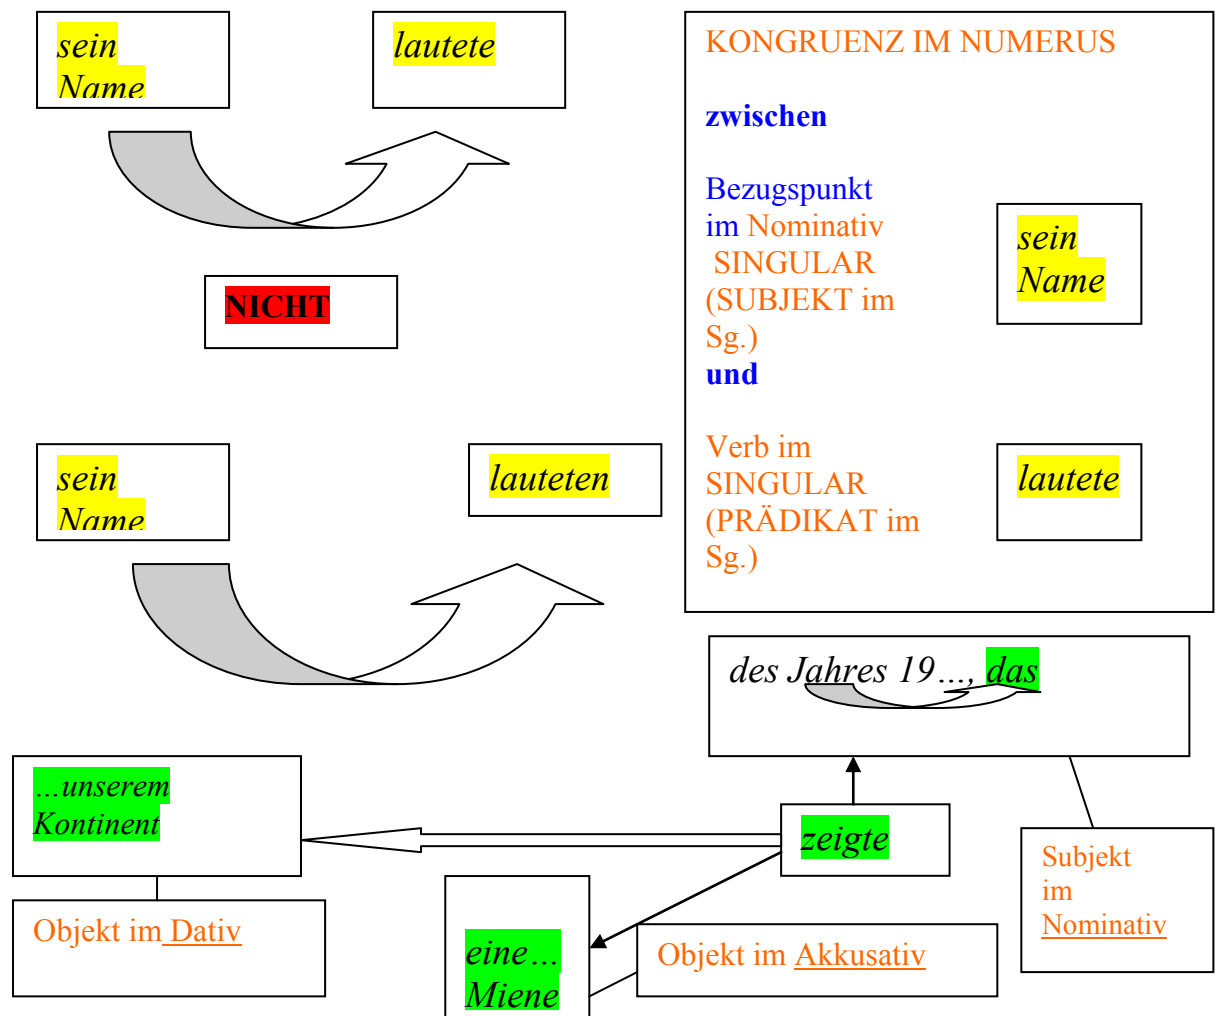 sein
Name
lautete
NICHT
sein
Name
lauteten
KONGRUENZ IM NUMERUS
zwischen
Bezugspunkt
im Nominativ
SINGULAR
(SUBJEKT im
Sg.)
und
Verb im
SINGULAR
(PRÄDIKAT im
Sg.)
sein
Name
lautete
des Jahres 19…, das
…unserem
Kontinent
zeigte
Subjekt
im
Nominativ
Objekt im Dativ
eine…
Miene
Objekt im Akkusativ